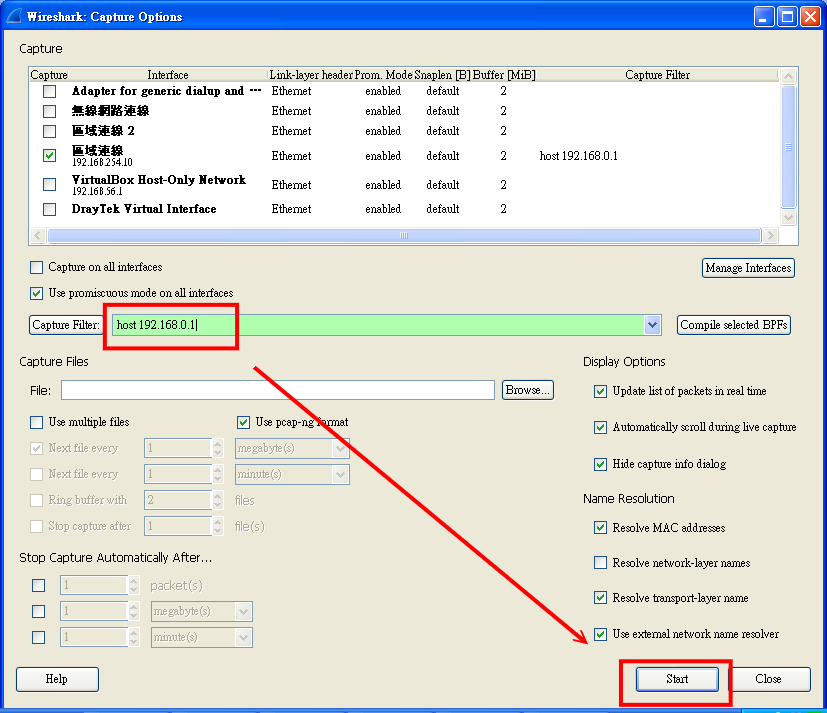 Wireshark: Capture Options
Capture
Capture Interface Link-layer header Prom. Mode Snaplen [B] Buffer [MiB] Capture Filter
Adapter for generic dialup and ··· Ethernet enabled default 2
無線網路連線 Ethernet enabled default 2
區域連線 2 Ethernet enabled default 2
區域連線 Ethernet enabled default 2 host 192.168.0.1
192.168.254.10
VirtualBox Host-Only Network Ethernet enabled default 2
192.168.56.1
DrayTek Virtual Interface Ethernet enabled default 2
Capture on all interfaces
Manage Interfaces
Use promiscuous mode on all interfaces
Capture Filter: host 192.168.0.1 Compile selected BPFs
Capture Files
File: Browse...
Use multiple files Use pcap-ng format
Next file every 1 megabyte(s)
Next file every 1 minute(s)
Ring buffer with 2 files
Stop capture after 1 file(s)
Stop Capture Automatically After...
1 packet(s)
1 megabyte(s)
1 minute(s)
Display Options
Update list of packets in real time
Automatically scroll during live capture
Hide capture info dialog
Name Resolution
Resolve MAC addresses
Resolve network-layer names
Resolve transport-layer name
Use external network name resolver
Help Start Close